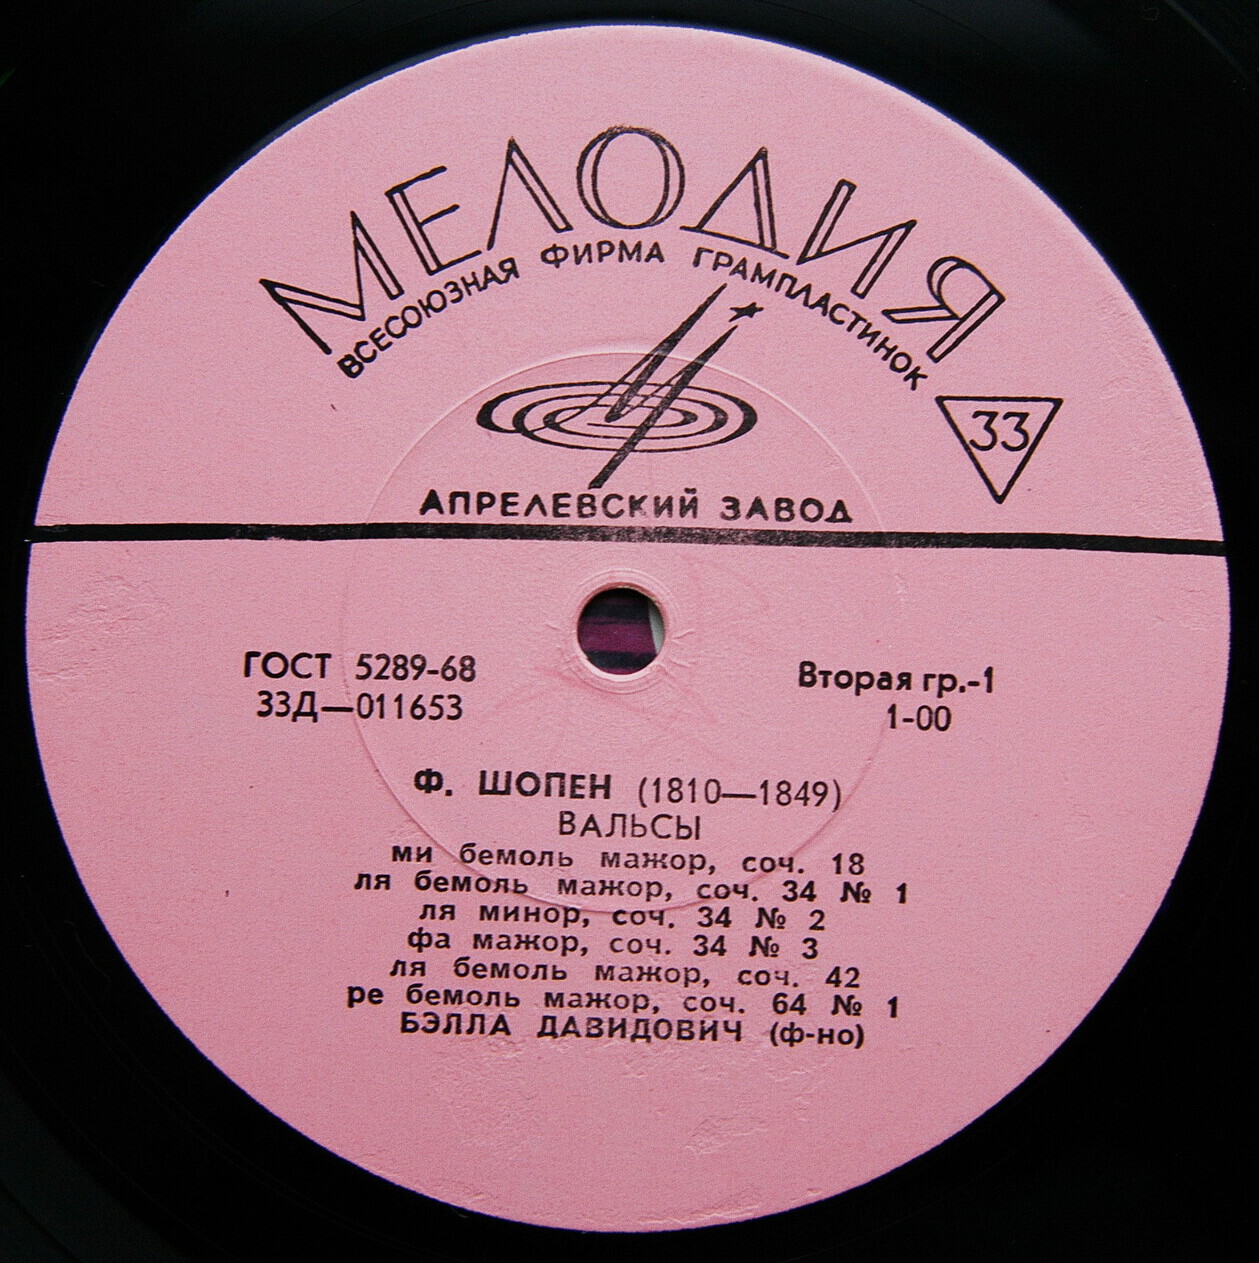 МЕЛОДИЯ
ВСЕСОЮЗНАЯ ФИРМА ГРАМПЛАСТИНОК
33
АПРЕЛЕВСКИЙ ЗАВОД
ГОСТ 5289-68
33Д—011653
Вторая гр.-1
1-00
Ф. ШОПЕН (1810—1849)
ВАЛЬСЫ
ми бемоль мажор, соч. 18
ля бемоль мажор, соч. 34 № 1
ля минор, соч. 34 № 2
фа мажор, соч. 34 № 3
ля бемоль мажор, соч. 42
ре бемоль мажор, соч. 64 № 1
БЭЛЛА ДАВИДОВИЧ (ф-но)